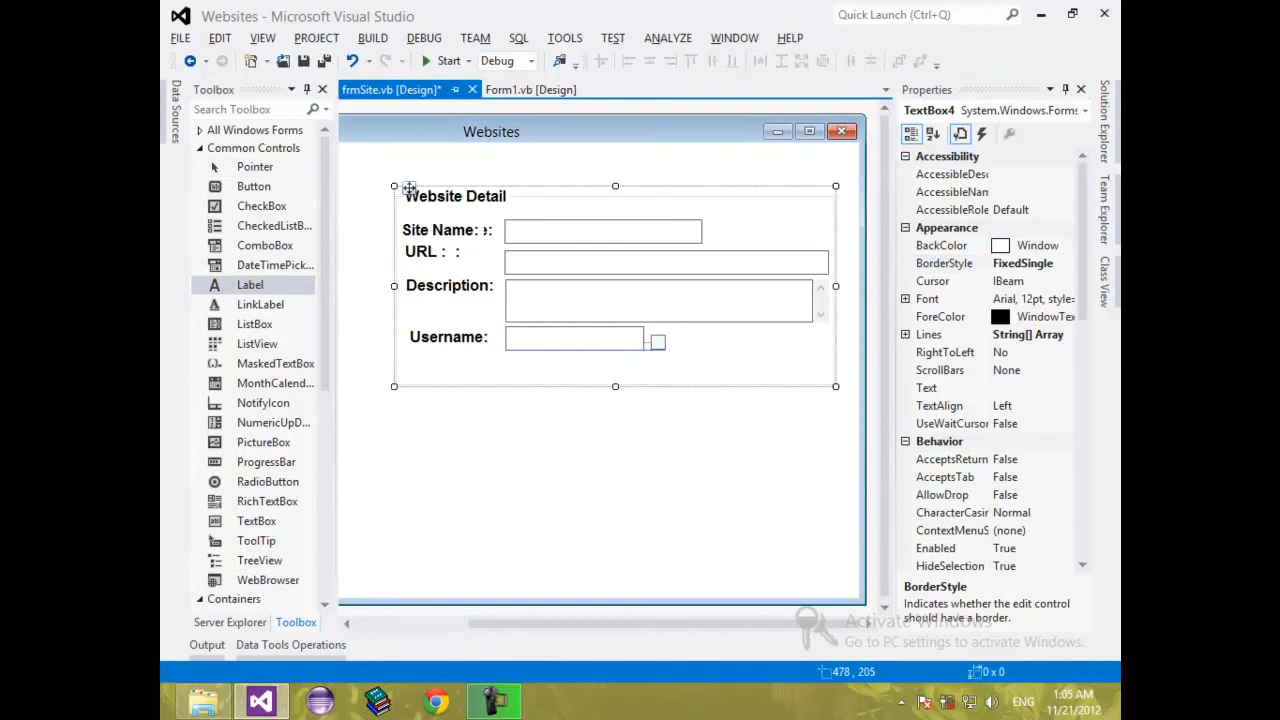 Websites - Microsoft Visual Studio
Quick Launch (Ctrl+Q)
FILE EDIT VIEW PROJECT BUILD DEBUG TEAM SQL TOOLS TEST ANALYZE WINDOW HELP
Start Debug
Data Sources
Toolbox
Search Toolbox
All Windows Forms
Common Controls
Pointer
Button
CheckBox
CheckedListB...
ComboBox
DateTimePick...
Label
LinkLabel
ListBox
ListView
MaskedTextBox
MonthCalend...
NotifyIcon
NumericUpD...
PictureBox
ProgressBar
RadioButton
RichTextBox
TextBox
ToolTip
TreeView
WebBrowser
Containers
Server Explorer Toolbox
Output Data Tools Operations
frmSite.vb [Design]* Form1.vb [Design]
Websites
Website Detail
Site Name:
URL : :
Description:
Username:
Properties
TextBox4 System.Windows.Forms
Accessibility
AccessibleDesc
AccessibleNam
AccessibleRole Default
Appearance
BackColor Window
BorderStyle FixedSingle
Cursor IBeam
Font Arial, 12pt, style=
ForeColor WindowTex
Lines String[] Array
RightToLeft No
ScrollBars None
Text
TextAlign Left
UseWaitCursor False
Behavior
AcceptsReturn False
AcceptsTab False
AllowDrop False
CharacterCasin Normal
ContextMenuS (none)
Enabled True
HideSelection True
BorderStyle
Indicates whether the edit control
should have a border.
Solution Explorer
Team Explorer
Class View
Activate Windows
Go to PC settings to activate Windows.
478 , 205 0 x 0
ENG
1:05 AM
11/21/2012